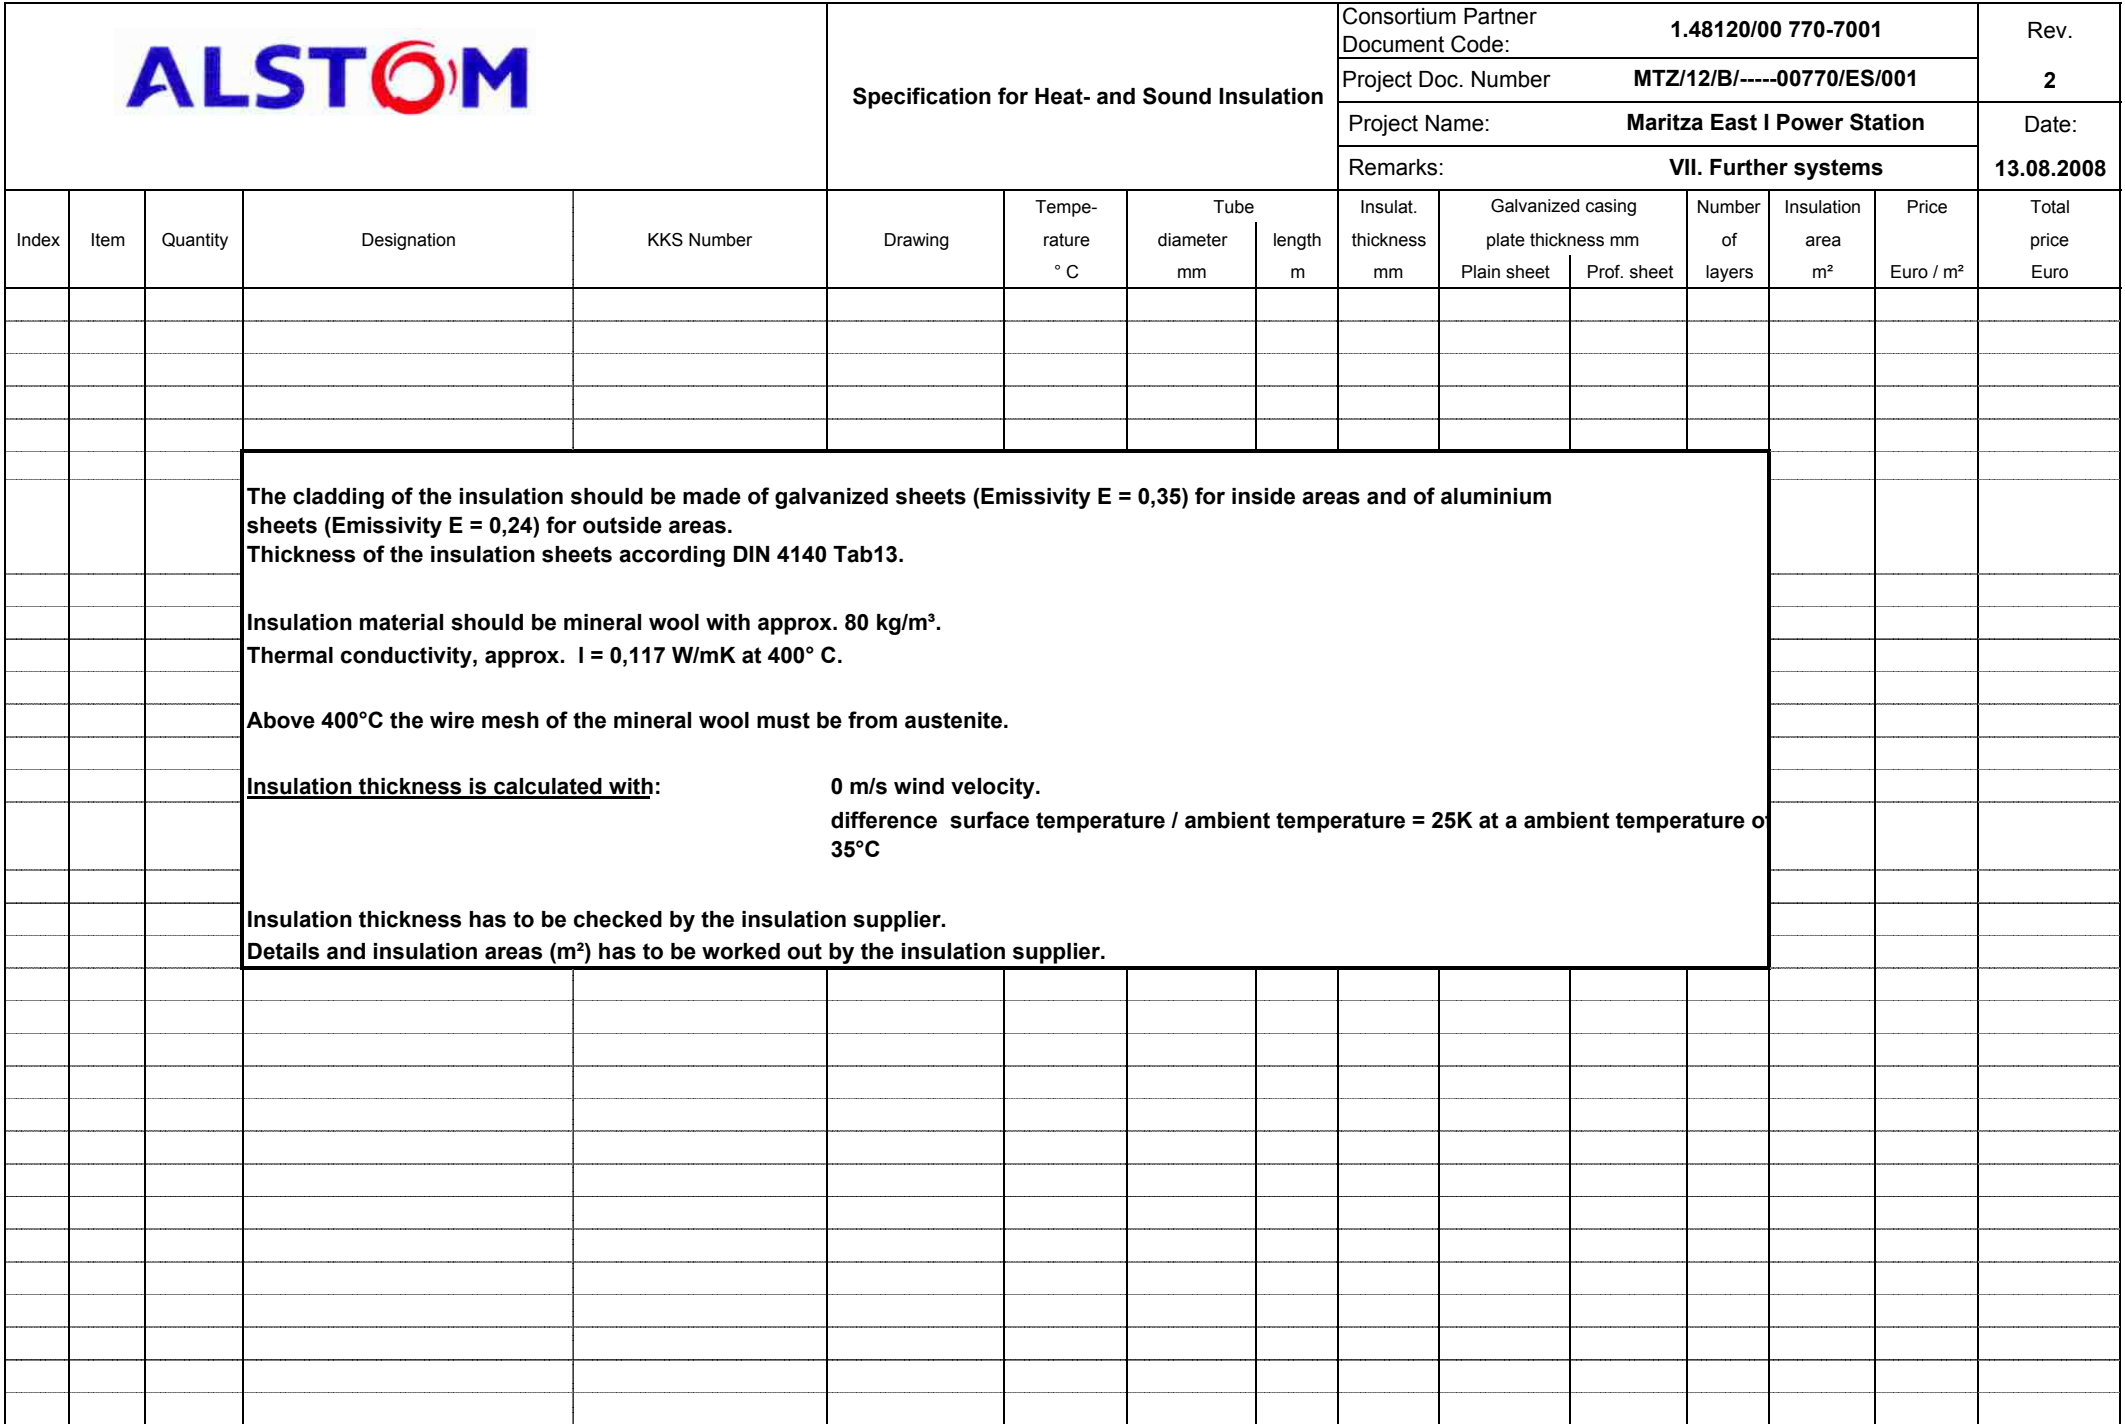 ALSTOM
Specification for Heat- and Sound Insulation
Consortium Partner
Document Code:
1.48120/00 770-7001
Rev.
Project Doc. Number
MTZ/12/B/-----00770/ES/001
2
Project Name:
Maritza East I Power Station
Date:
Remarks:
VII. Further systems
13.08.2008
Index
Item
Quantity
Designation
KKS Number
Drawing
Tempe-
rature
° C
Tube
diameter
mm
length
m
Insulat.
thickness
mm
Galvanized casing
plate thickness mm
Plain sheet
Prof. sheet
Number
of
layers
Insulation
area
m²
Price
Euro / m²
Total
price
Euro
The cladding of the insulation should be made of galvanized sheets (Emissivity E = 0,35) for inside areas and of aluminium
sheets (Emissivity E = 0,24) for outside areas.
Thickness of the insulation sheets according DIN 4140 Tab13.
Insulation material should be mineral wool with approx. 80 kg/m³.
Thermal conductivity, approx. l = 0,117 W/mK at 400° C.
Above 400°C the wire mesh of the mineral wool must be from austenite.
Insulation thickness is calculated with:
0 m/s wind velocity.
difference surface temperature / ambient temperature = 25K at a ambient temperature of
35°C
Insulation thickness has to be checked by the insulation supplier.
Details and insulation areas (m²) has to be worked out by the insulation supplier.